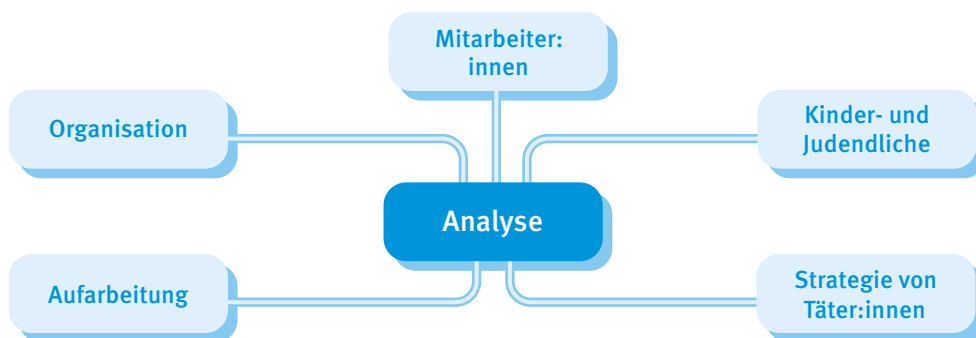 Mitarbeiter:
innen
Organisation
Kinder- und
Judendliche
Analyse
Aufarbeitung
Strategie von
Täter:innen